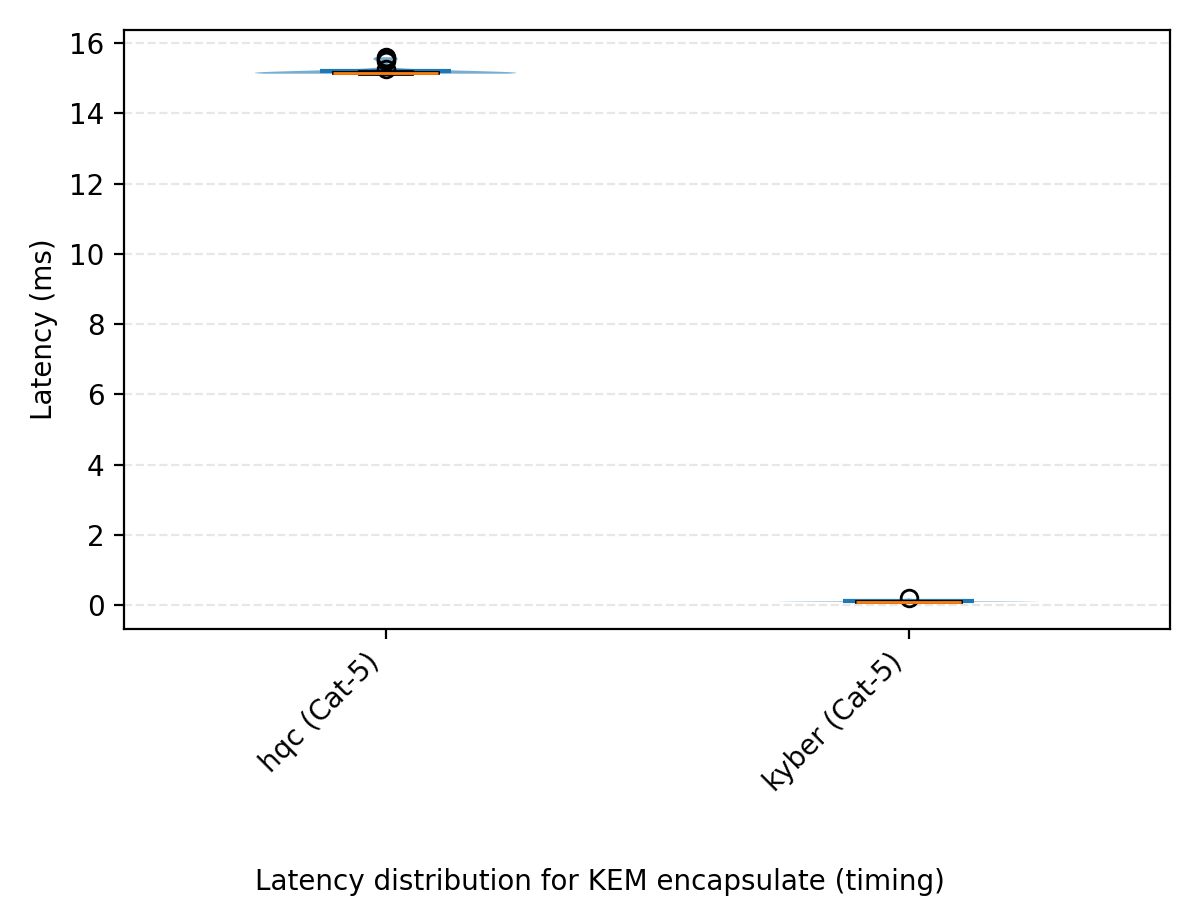 16
14
12
10
8
6
4
2
0
Latency (ms)
hqc (Cat-5)
kyber (Cat-5)
Latency distribution for KEM encapsulate (timing)